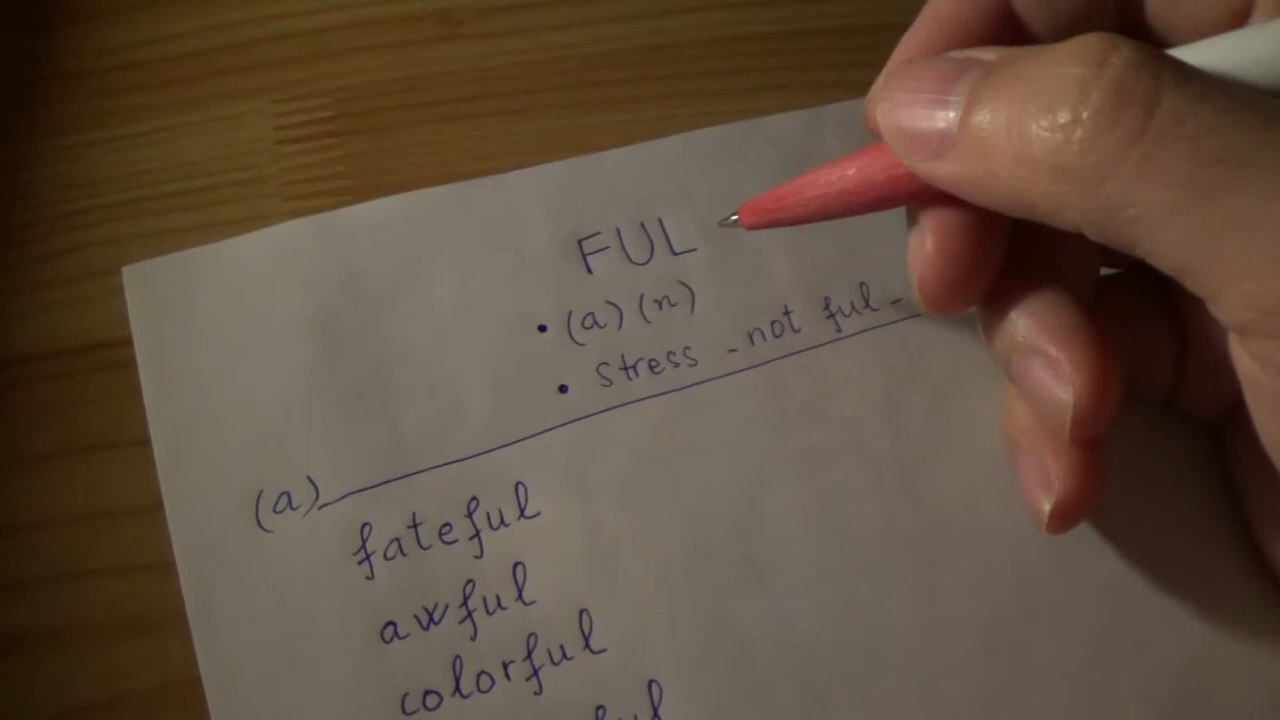 FUL
• (a) (n)
• stress - not ful -
(a)
fateful
awful
colorful